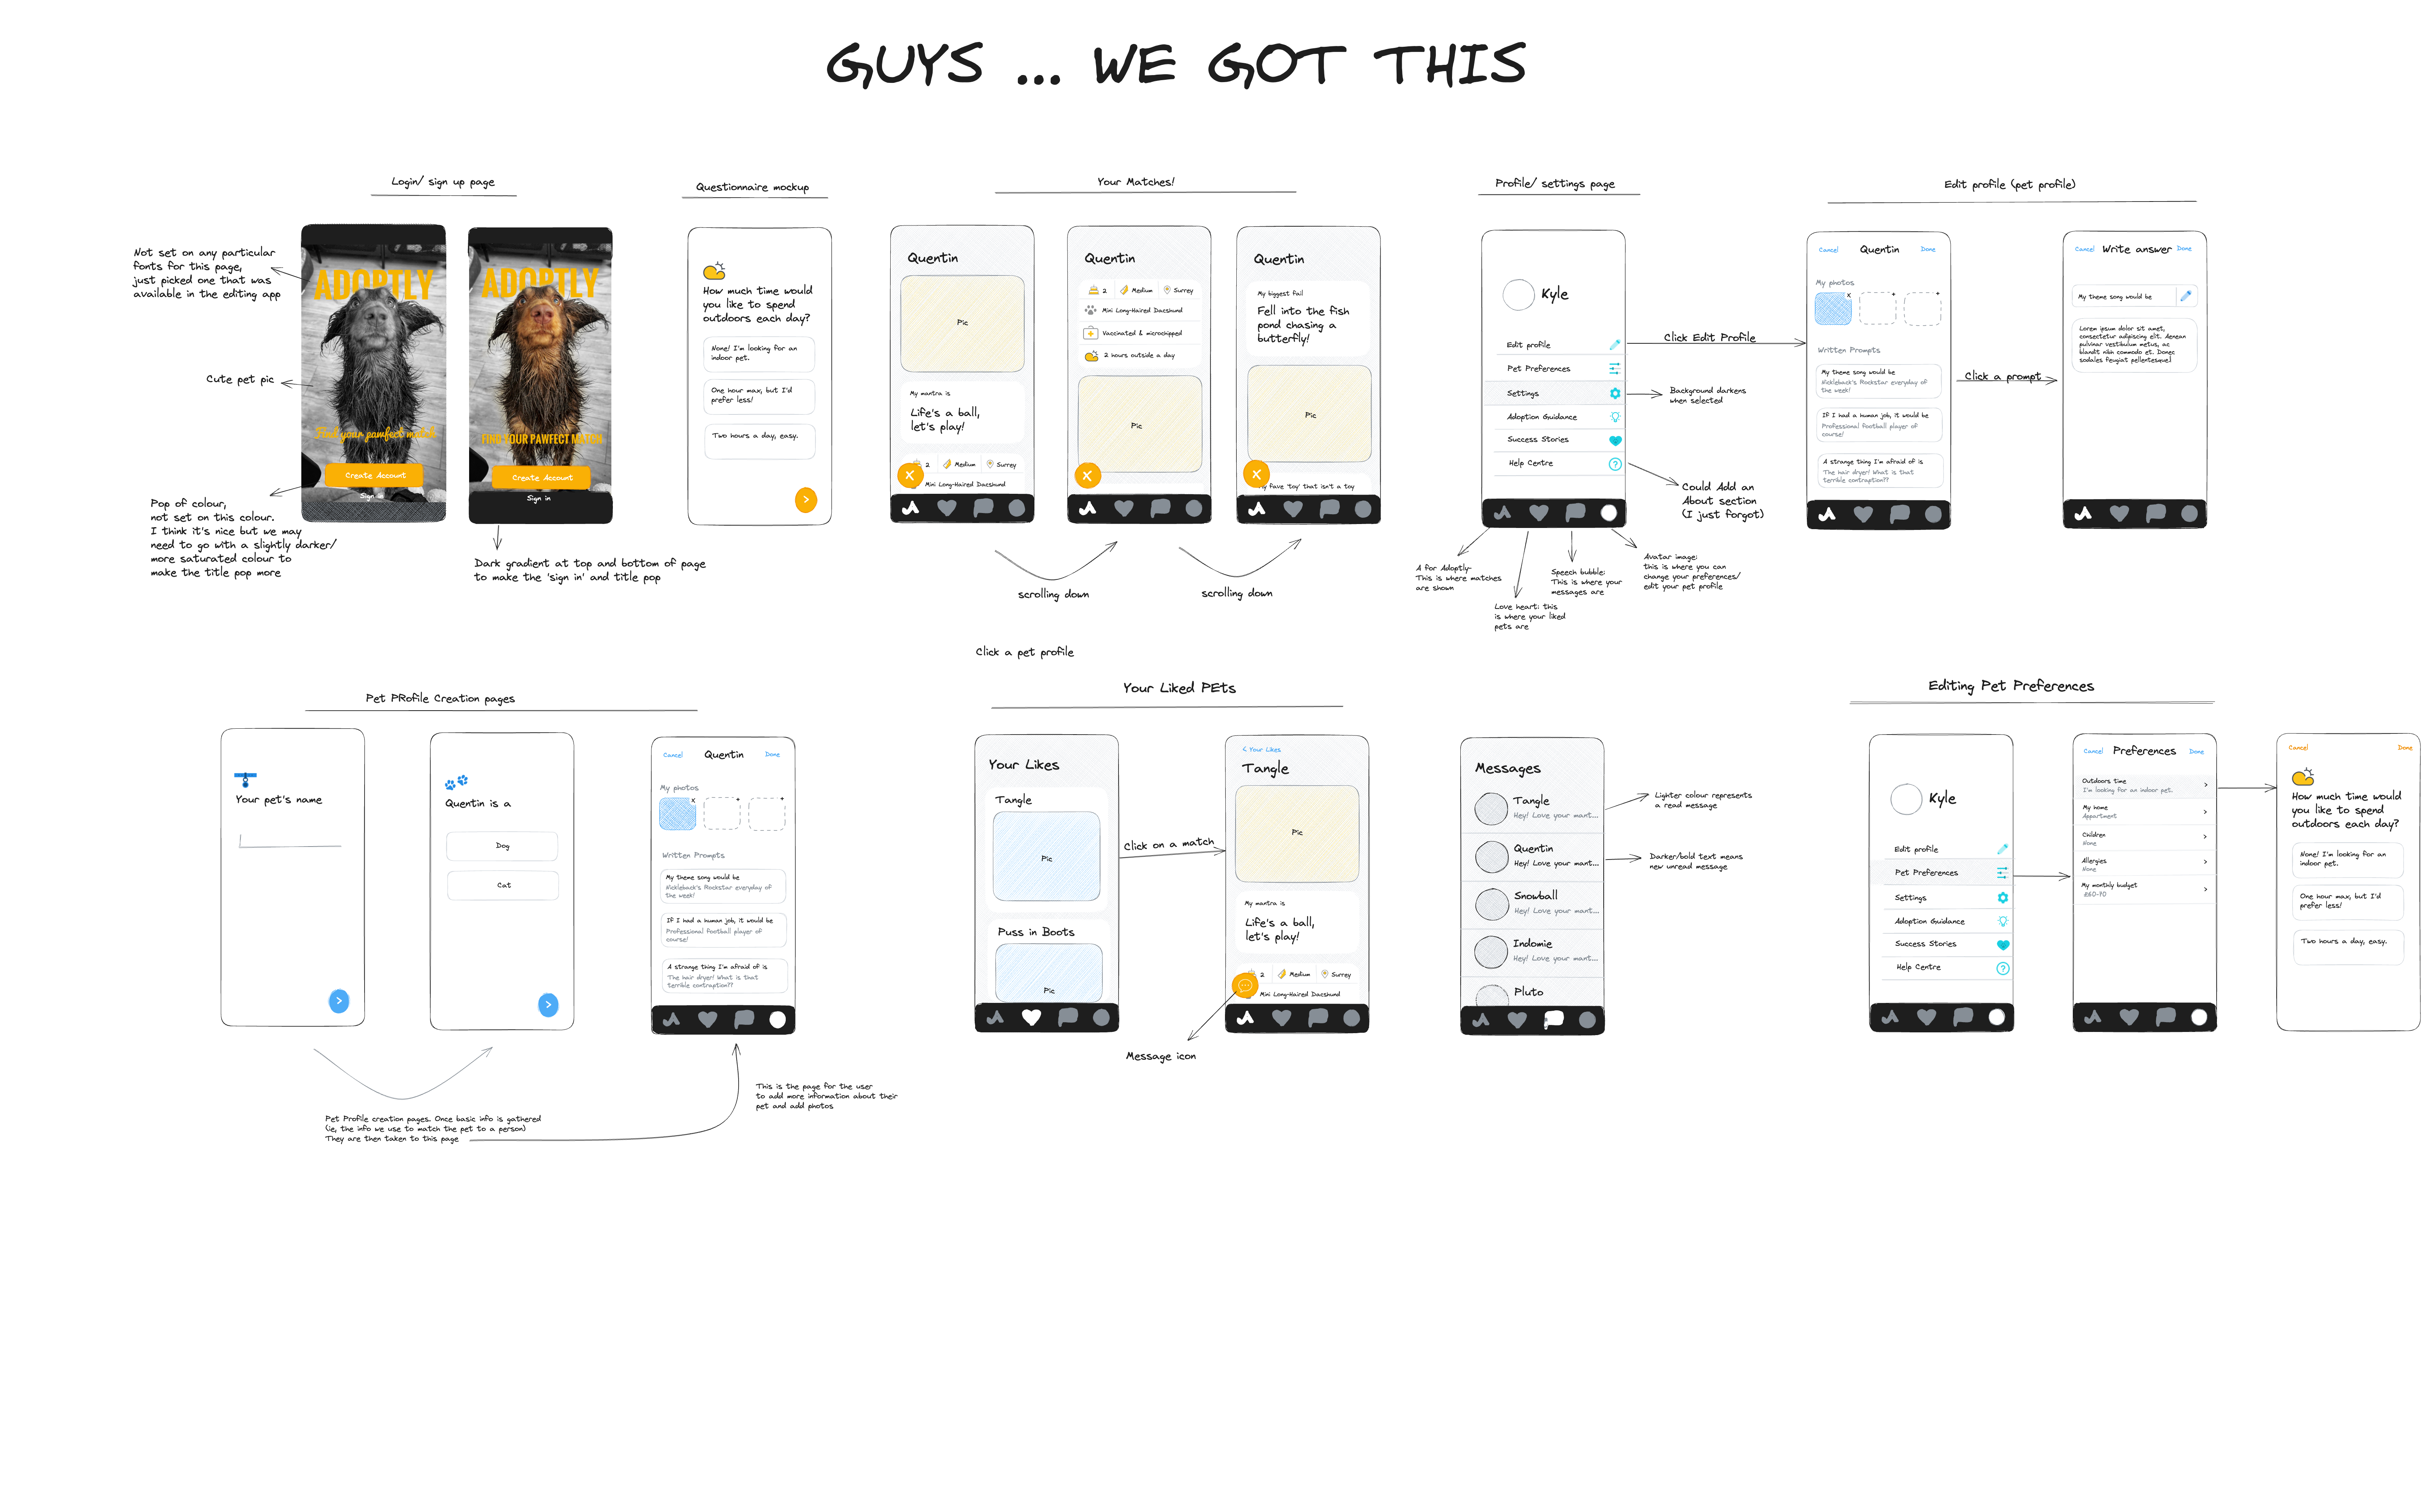 GUYS ... WE GOT THIS
Login/ sign up page
Not set on any particular
fonts for this page,
just picked one that was
available in the editing app
Cute pet pic
Pop of colour,
not set on this colour.
I think it's nice but we may
need to go with a slightly darker/
more saturated colour to
make the title pop more
ADOPTLY
Find your pawfect match
Create Account
Sign in
ADOPTLY
FIND YOUR PAWFECT MATCH
Create Account
Sign in
Dark gradient at top and bottom of page
to make the 'sign in' and title pop
Questionnaire mockup
How much time would
you like to spend
outdoors each day?
None! I'm looking for an
indoor pet.
One hour max, but I'd
prefer less!
Two hours a day, easy.
Your Matches!
Quentin
Pic
My mantra is
Life's a ball,
let's play!
2
Medium
Surrey
Mini Long-Haired Dacshund
Quentin
2
Medium
Surrey
Mini Long-Haired Dacshund
Vaccinated & microchipped
2 hours outside a day
Pic
Quentin
My biggest fail
Fell into the fish
pond chasing a
butterfly!
Pic
My fave 'toy' that isn't a toy
scrolling down
scrolling down
Click a pet profile
Profile/ settings page
Kyle
Edit profile
Pet Preferences
Settings
Adoption Guidance
Success Stories
Help Centre
Click Edit Profile
Background darkens
when selected
Could Add an
About section
(I just forgot)
A for Adoptly-
This is where matches
are shown
Love heart: this
is where your liked
pets are
Speech bubble:
This is where your
messages are
Avatar image:
this is where you can
change your preferences/
edit your pet profile
Edit profile (pet profile)
Cancel
Quentin
Done
My photos
x
+
+
Written Prompts
My theme song would be
Nickleback's Rockstar everyday of
the week!
If I had a human job, it would be
Professional football player of
course!
A strange thing I'm afraid of is
The hair dryer! What is that
terrible contraption??
Click a prompt
Cancel
Write answer
Done
My theme song would be
Lorem ipsum dolor sit amet,
consectetur adipiscing elit. Aenean
pulvinar vestibulum metus, ac
blandit nibh commodo et. Donec
sodales feugiat pellentesque]
Pet PRofile Creation pages
Your pet's name
Quentin is a
Dog
Cat
Cancel
Quentin
Done
My photos
x
+
+
Written Prompts
My theme song would be
Nickleback's Rockstar everyday of
the week!
If I had a human job, it would be
Professional football player of
course!
A strange thing I'm afraid of is
The hair dryer! What is that
terrible contraption??
Pet Profile creation pages. Once basic info is gathered
(ie, the info we use to match the pet to a person)
They are then taken to this page
This is the page for the user
to add more information about their
pet and add photos
Your Liked PEts
Your Likes
Tangle
Pic
Puss in Boots
Pic
Click on a match
< Your Likes
Tangle
Pic
My mantra is
Life's a ball,
let's play!
2
Medium
Surrey
Mini Long-Haired Dacshund
Message icon
Messages
Tangle
Hey! Love your mant...
Quentin
Hey! Love your mant...
Snowball
Hey! Love your mant...
Indomie
Hey! Love your mant...
Pluto
Lighter colour represents
a read message
Darker/bold text means
new unread message
Editing Pet Preferences
Kyle
Edit profile
Pet Preferences
Settings
Adoption Guidance
Success Stories
Help Centre
Cancel
Preferences
Done
Outdoors time
I'm looking for an indoor pet.
My home
Appartment
Children
None
Allergies
None
My monthly budget
£60-70
Cancel
Done
How much time would
you like to spend
outdoors each day?
None! I'm looking for an
indoor pet.
One hour max, but I'd
prefer less!
Two hours a day, easy.